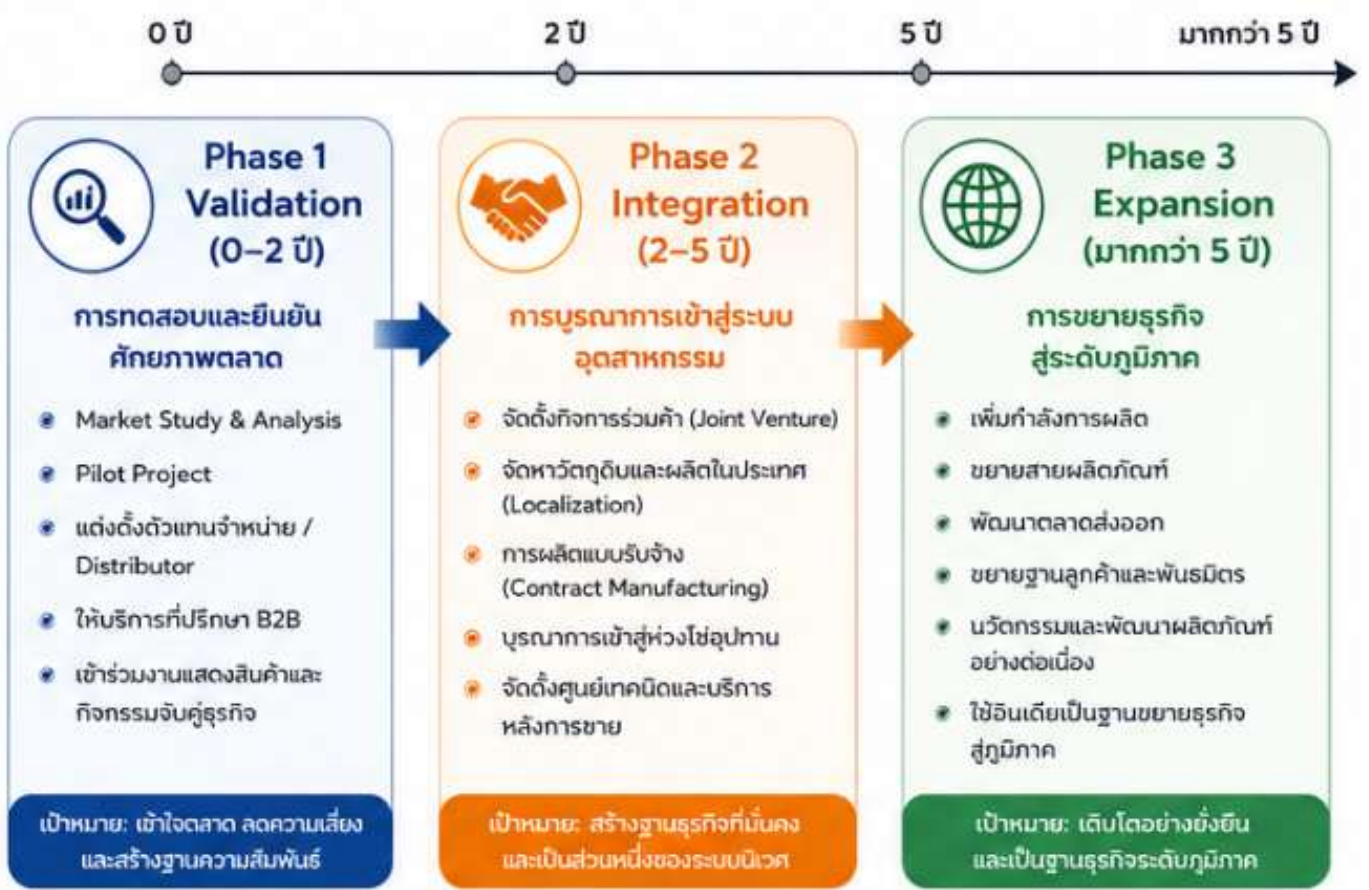 0 ปี
2 ปี
5 ปี
มากกว่า 5 ปี
Phase 1
Validation
(0–2 ปี)
การทดสอบและยืนยัน
ศักยภาพตลาด
Market Study & Analysis
Pilot Project
แต่งตั้งตัวแทนจำหน่าย /
Distributor
ให้บริการที่ปรึกษา B2B
เข้าร่วมงานแสดงสินค้าและ
กิจกรรมจับคู่ธุรกิจ
เป้าหมาย: เข้าใจตลาด ลดความเสี่ยง
และสร้างฐานความสัมพันธ์
Phase 2
Integration
(2–5 ปี)
การบูรณาการเข้าสู่ระบบ
อุตสาหกรรม
จัดตั้งกิจการร่วมค้า (Joint Venture)
จัดหาวัตถุดิบและผลิตในประเทศ
(Localization)
การผลิตแบบรับจ้าง
(Contract Manufacturing)
บูรณาการเข้าสู่ห่วงโซ่อุปทาน
จัดตั้งศูนย์เทคนิดและบริการ
หลังการขาย
เป้าหมาย: สร้างฐานธุรกิจที่มั่นคง
และเป็นส่วนหนึ่งของระบบนิเวศ
Phase 3
Expansion
(มากกว่า 5 ปี)
การขยายธุรกิจ
สู่ระดับภูมิภาค
เพิ่มกำลังการผลิต
ขยายสายผลิตภัณฑ์
พัฒนาตลาดส่งออก
ขยายฐานลูกค้าและพันธมิตร
นวัตกรรมและพัฒนาผลิตภัณฑ์
อย่างต่อเนื่อง
ใช้อินเดียเป็นฐานขยายธุรกิจ
สู่ภูมิภาค
เป้าหมาย: เติบโตอย่างยั่งยืน
และเป็นฐานธุรกิจระดับภูมิภาค